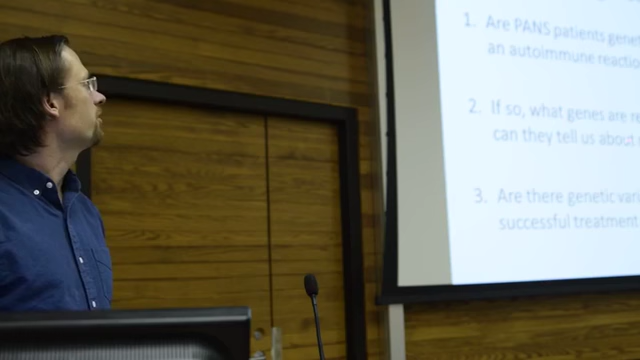 1. Are PANS patients
an autoimmune
2. If so, what genes are
can they tell us about
3. Are there genetic
successful treatment